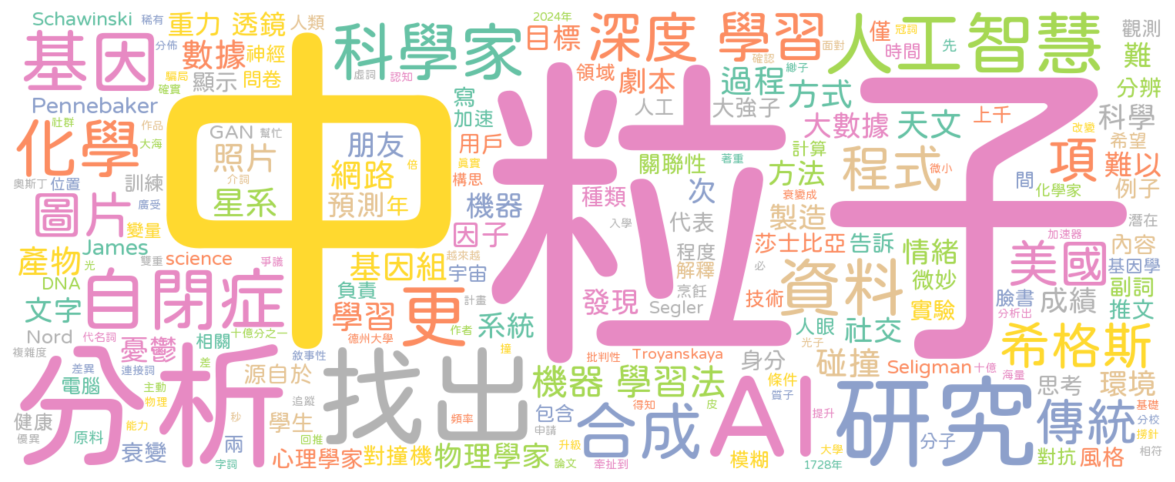 Schawinski 稀有 重力 透鏡 人類 2024年 目標 深度 學習 面對 人工智慧 僅 冠詞 先 觀測
基因 分佈 數據 神經 科學家 確認 時間 難
騙局 確實 顯示 問卷 虛詞 認知 領域 劇本 過程 方式 獅子 分辨
Pennebaker 人工 大強子 上千 科學
社群 作品 GAN 幫忙 朋友 寫 加速 用戶 大數據 天文 改變 希望
化學 大海 照片 介詞 倍 真實 構思 關聯性 著重 計算 方法 程式 微小 項 難以
奧斯丁 位置 訓練 網路 中 粒子 種類 衰變成 間 化學家 例子
圖片 廣受 變量 星系 預測 年 機器 次 代表 入學 製造 潛在
James 因子 莎士比亞 告訴 加速器
產物 光 雙重 science 爭議 基因組 越來越 宇宙 程度 解釋 必 情緒 美國 內容 基因學
DNA 自閉症 負責 計畫 發現 烹飪 資料 微妙 副詞
文字 學習 更 作者 系統 Segler 技術 實驗 臉書 成績 推文
Nord 代名詞 十億分之一 相關 德州大學 光子 人眼 社交 分析出 希格斯
複雜度 憂鬱 敘事性 撞 批判性 Troyanskaya 身分 碰撞 Seligman 十億 海量
差異 連接詞 差 源自於 找出 機器 學習法 條件 思考 環境
電腦 主動 物理 追蹤 頻率 得知 皮 質子 AI 研究 傳統 基礎
健康 分析 能力 學生 包含 合成 提升 分子 分校
優異 原料 秒 回推 申請 撰針 相符
衰變 兩 心理學家 對撞機 物理學家 升級 模糊 大學 對抗 風格
字詞 論文 牽扯到 1728年